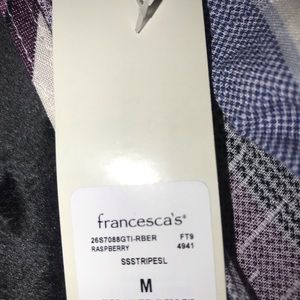 francesca's®
26S7088GTI-RBER FT9
RASPBERRY 4941
SSSTRIPESL
M